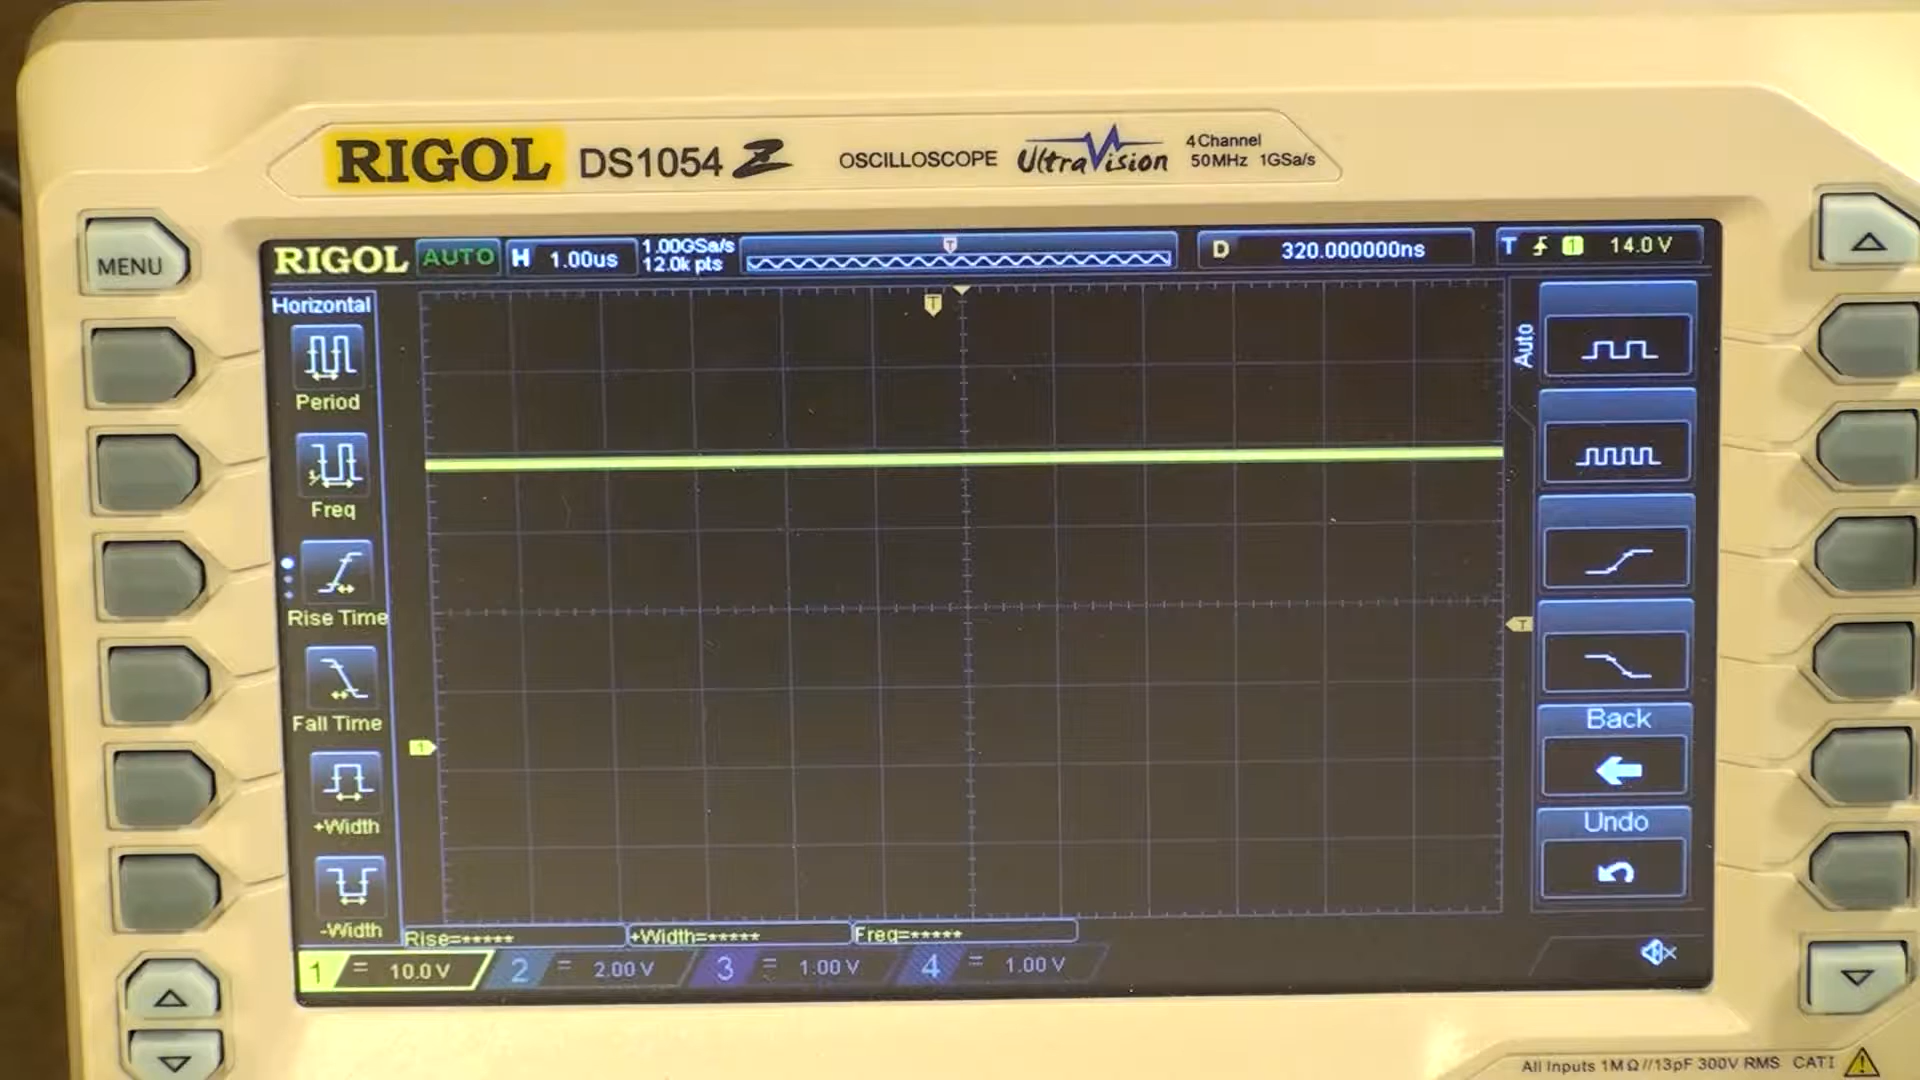 RIGOL DS1054 Z OSCILLOSCOPE UltraVision 4 Channel
50MHz 1GSa/s
MENU
RIGOL AUTO H 1.00us 1.00GSa/s
12.0k pts
T
D 320.000000ns
T 1 14.0 V
Horizontal
T
Auto
Period
Freq
Rise Time
T
Fall Time
Back
1
+Width
Undo
-Width
Rise=***** +Width=***** Freq=*****
1 = 10.0 V 2 = 2.00 V 3 = 1.00 V 4 = 1.00 V
All Inputs 1MΩ//13pF 300V RMS CAT I